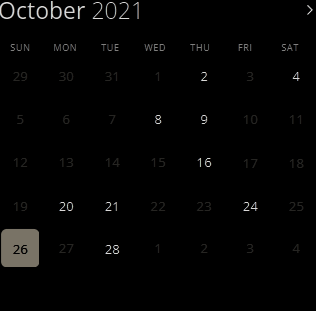 October 2021
SUN MON TUE WED THU FRI SAT
29 30 31 1 2 3 4
5 6 7 8 9 10 11
12 13 14 15 16 17 18
19 20 21 22 23 24 25
26 27 28 1 2 3 4